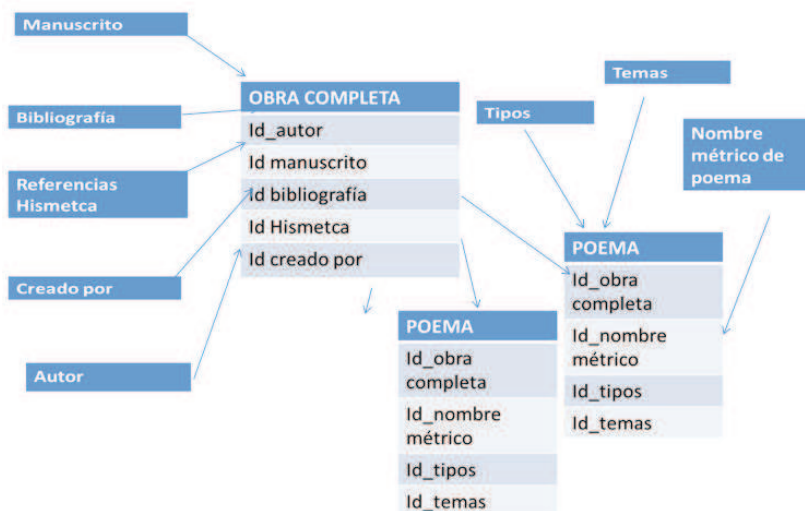 Manuscrito
Bibliografía
Referencias
Hismetca
Creado por
Autor
OBRA COMPLETA
Id_autor
Id manuscrito
Id bibliografía
Id Hismetca
Id creado por
Tipos
Temas
Nombre
métrico de
poema
POEMA
Id_obra
completa
Id_nombre
métrico
Id_tipos
Id_temas
POEMA
Id_obra
completa
Id_nombre
métrico
Id_tipos
Id_temas